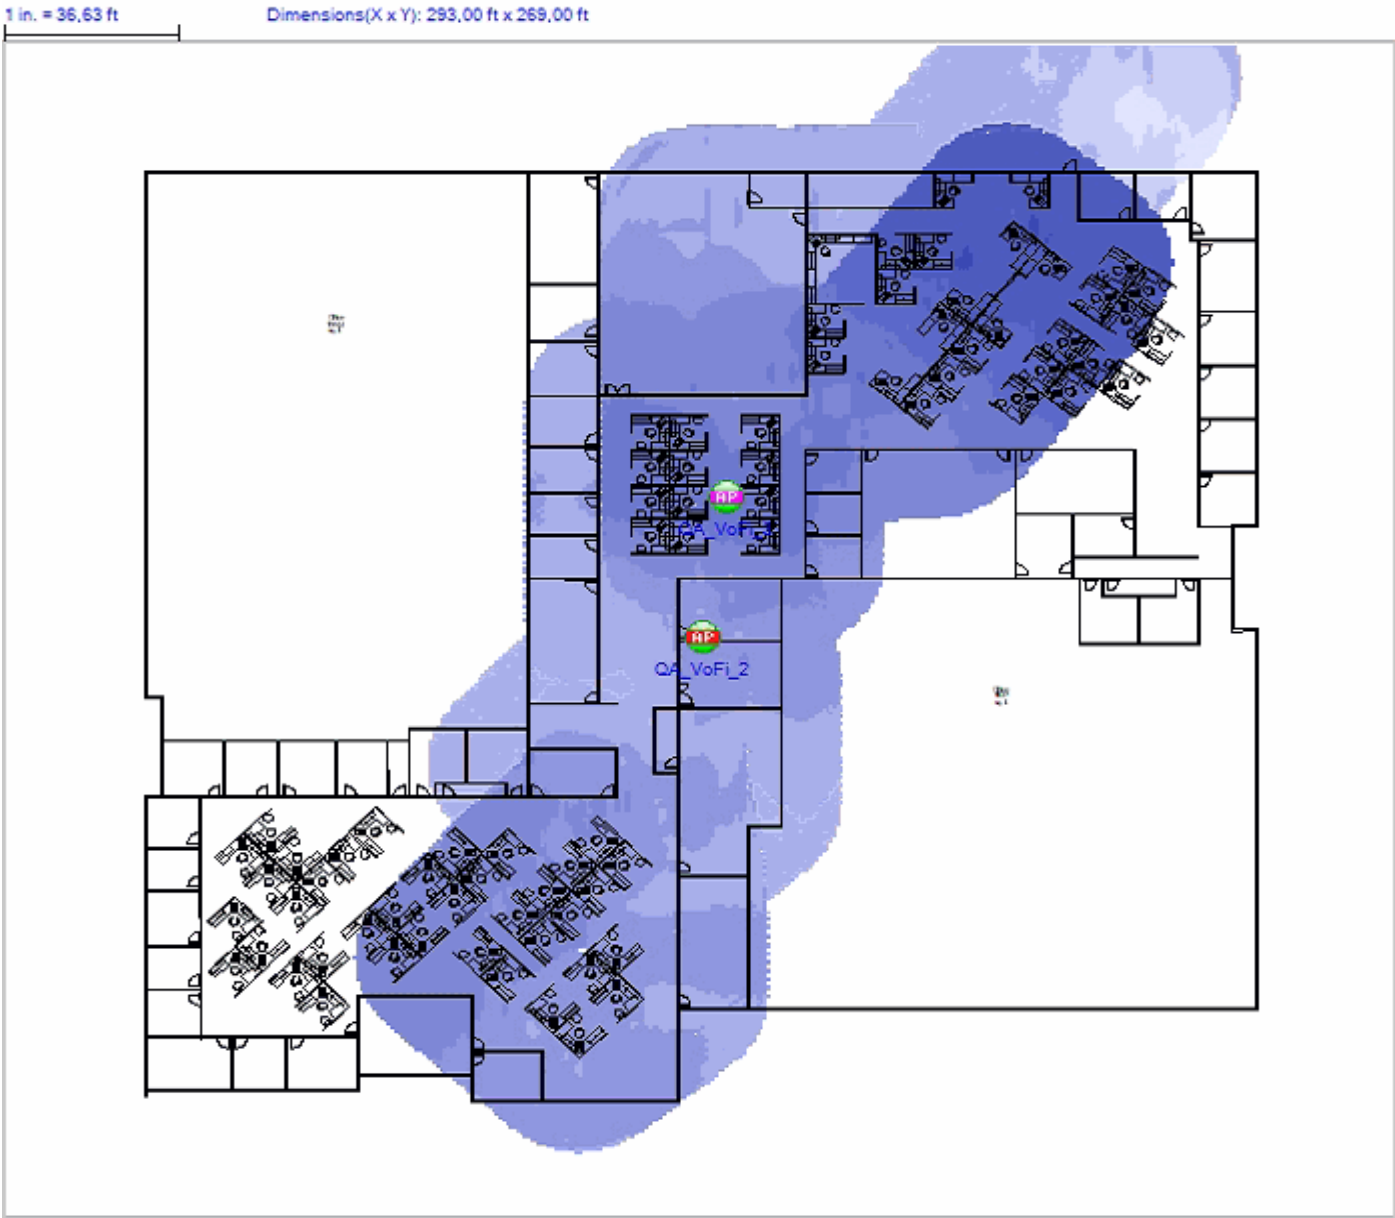 1 in. = 36,63 ft
Dimensions(X x Y): 293,00 ft x 269,00 ft
AP
AP
QA_VoFi_2